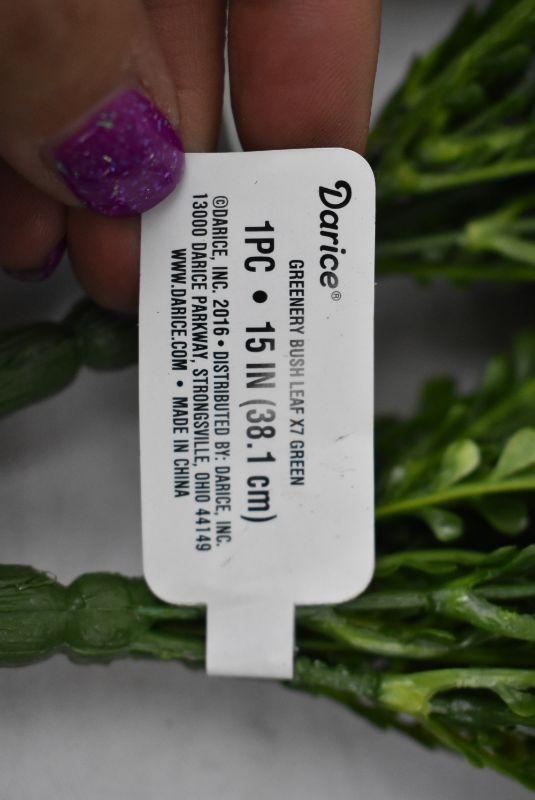 Darice®
GREENERY BUSH LEAF X7 GREEN
1PC • 15 IN (38.1 cm)
©DARICE, INC. 2016 • DISTRIBUTED BY: DARICE, INC.
13000 DARICE PARKWAY, STRONGSVILLE, OHIO 44149
WWW.DARICE.COM • MADE IN CHINA